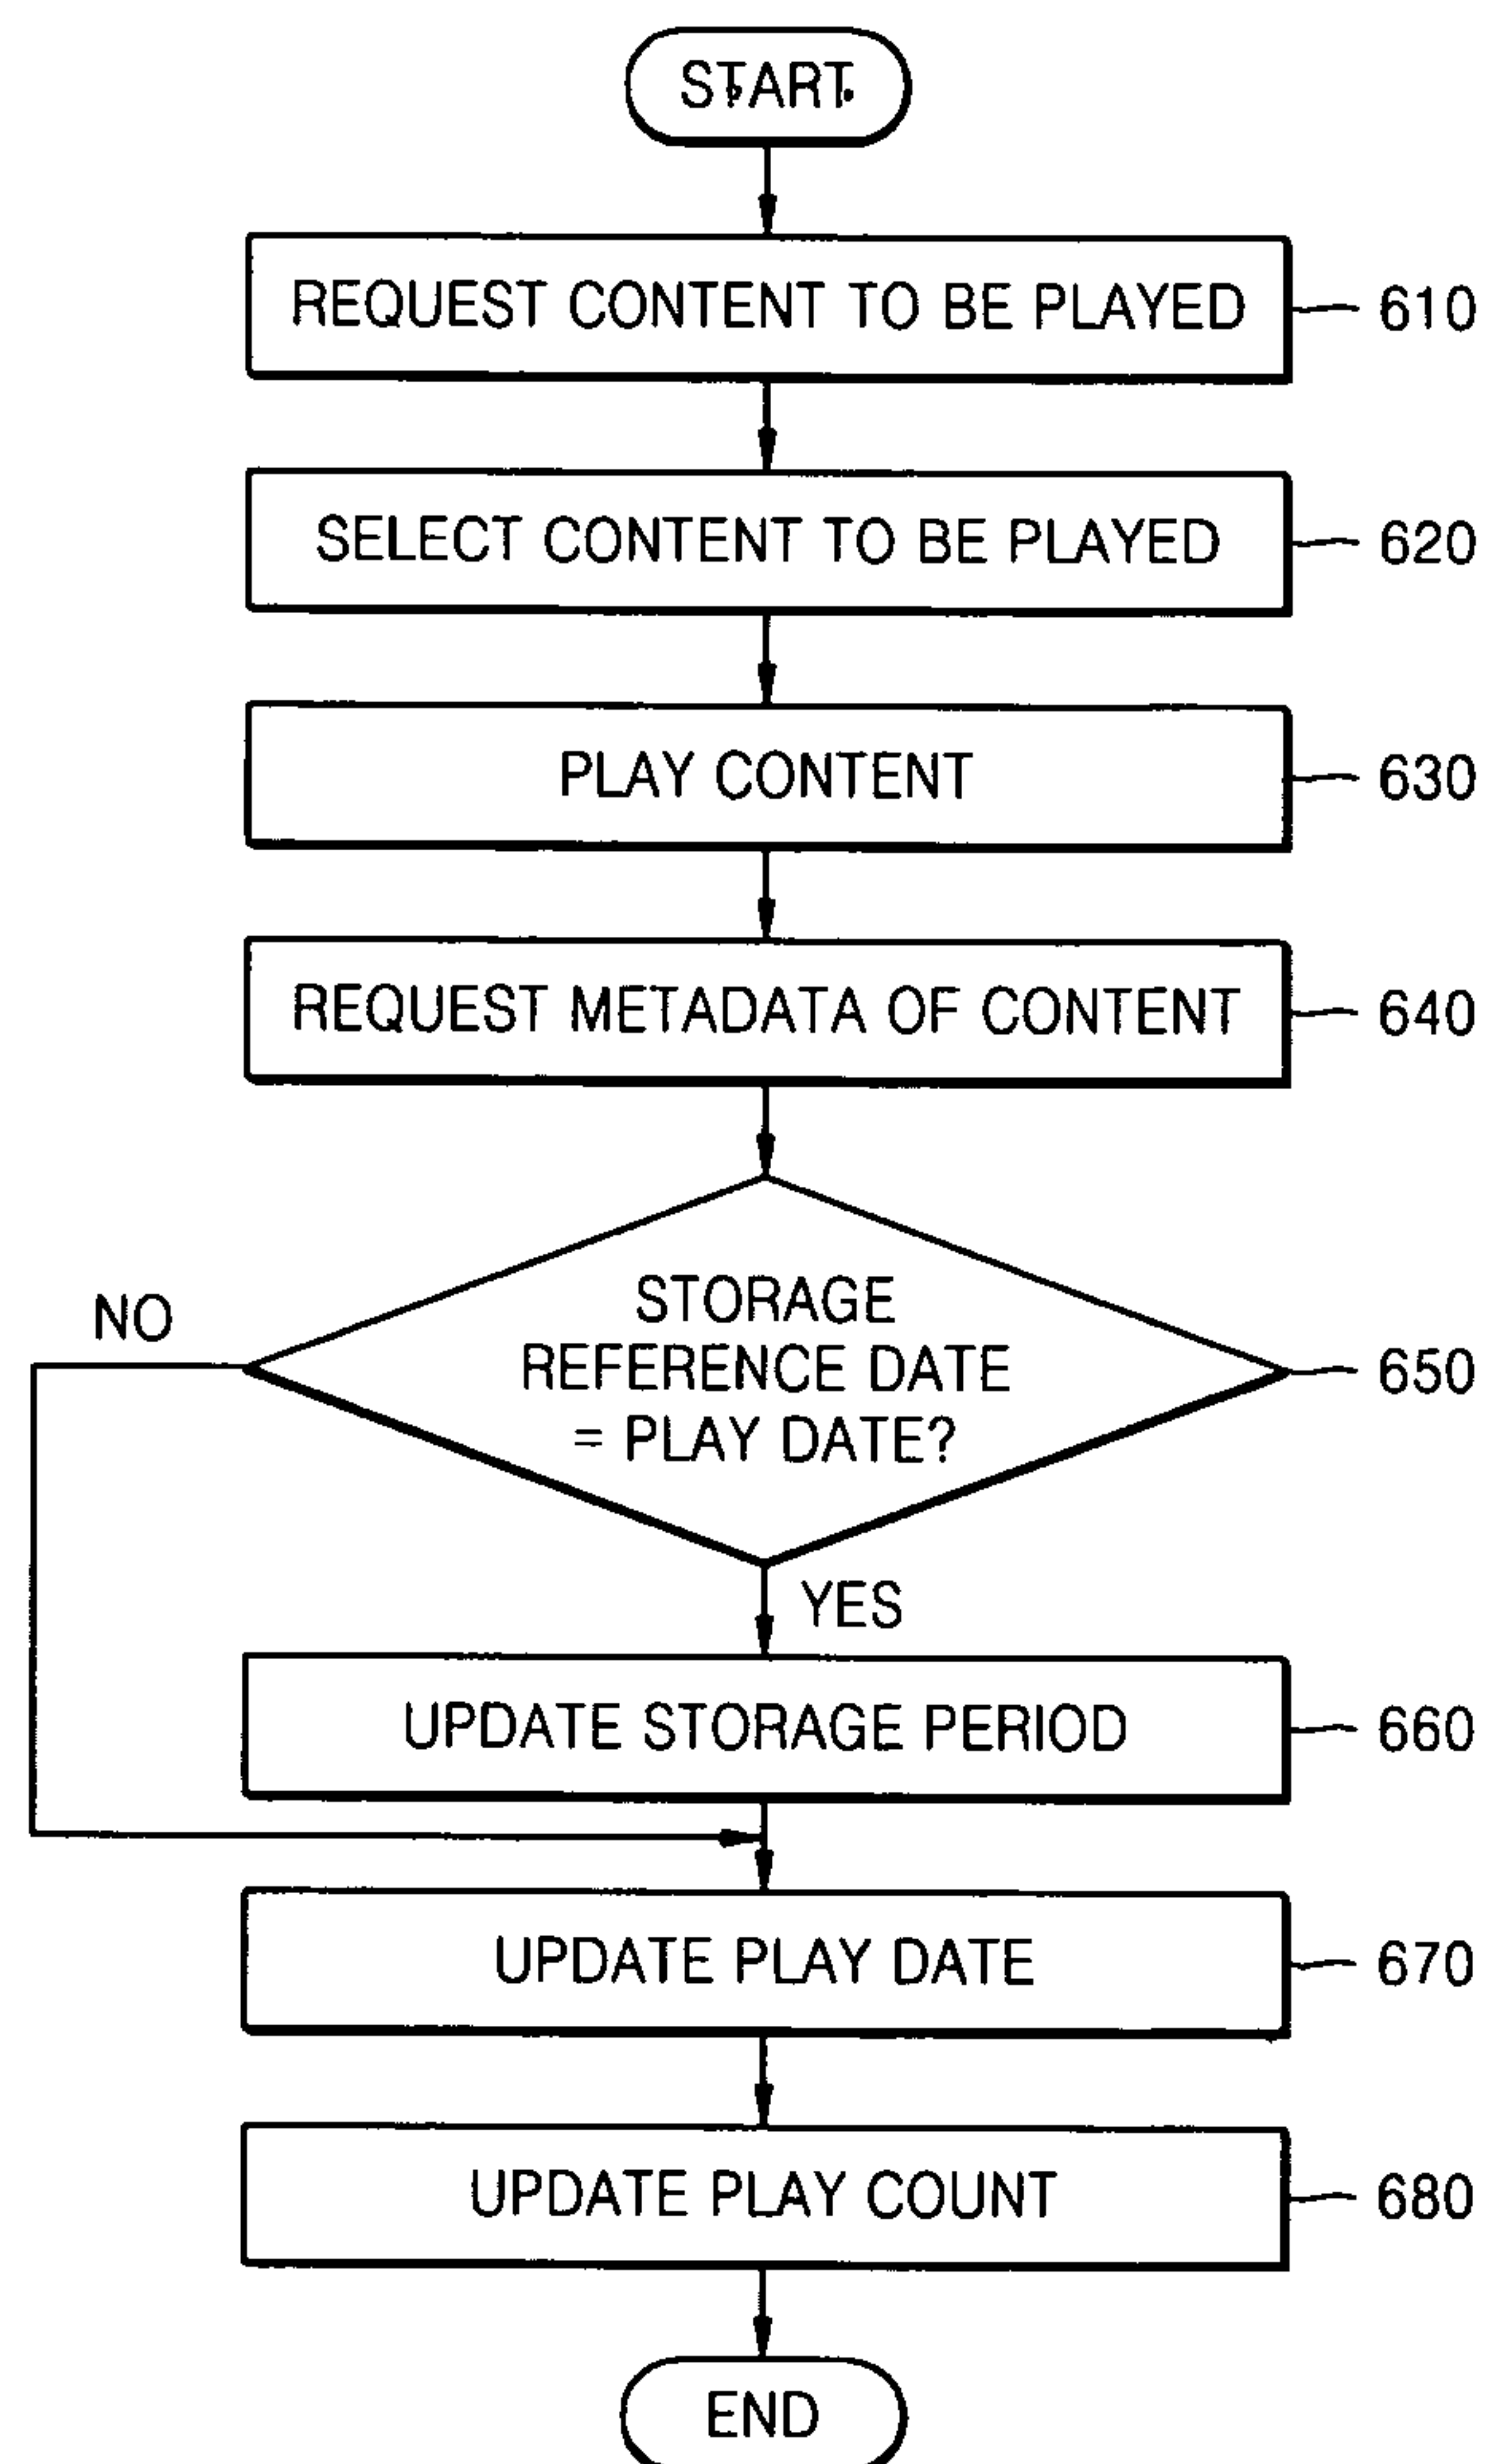 START
REQUEST CONTENT TO BE PLAYED
610
SELECT CONTENT TO BE PLAYED
620
PLAY CONTENT
630
REQUEST METADATA OF CONTENT
640
STORAGE
REFERENCE DATE
= PLAY DATE?
650
NO
YES
UPDATE STORAGE PERIOD
660
UPDATE PLAY DATE
670
UPDATE PLAY COUNT
680
END